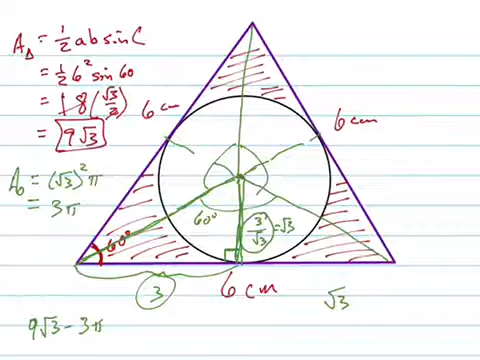 A△ = ½ ab sin C
= ½ 6² sin 60
= 18 (√3/2)
= 9√3
6 cm
6 cm
A○ = (√3)² π
= 3π
60°
60°
3/√3 = √3
3
6 cm
√3
9√3 - 3π